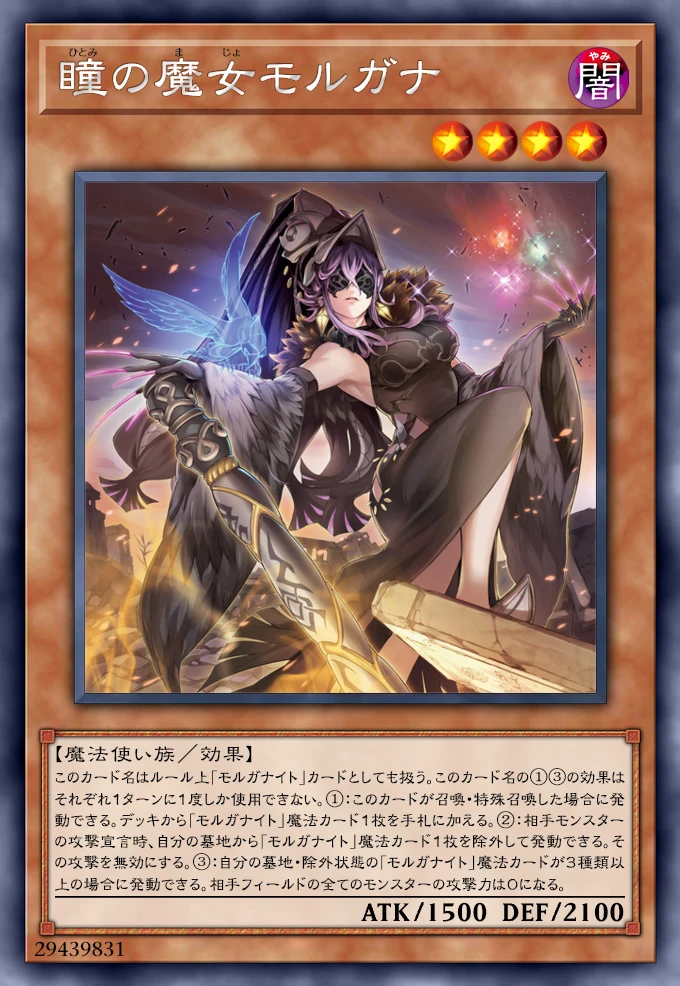 ひとみ ま じょ
瞳の魔女モルガナ
やみ
闇
【魔法使い族／効果】
このカード名はルール上「モルガナイト」カードとしても扱う。このカード名の①③の効果は
それぞれ1ターンに1度しか使用できない。①：このカードが召喚・特殊召喚した場合に発
動できる。デッキから「モルガナイト」魔法カード1枚を手札に加える。②：相手モンスター
の攻撃宣言時、自分の墓地から「モルガナイト」魔法カード1枚を除外して発動できる。そ
の攻撃を無効にする。③：自分の墓地・除外状態の「モルガナイト」魔法カードが3種類以
上の場合に発動できる。相手フィールドの全てのモンスターの攻撃力は0になる。
ATK/1500 DEF/2100
29439831